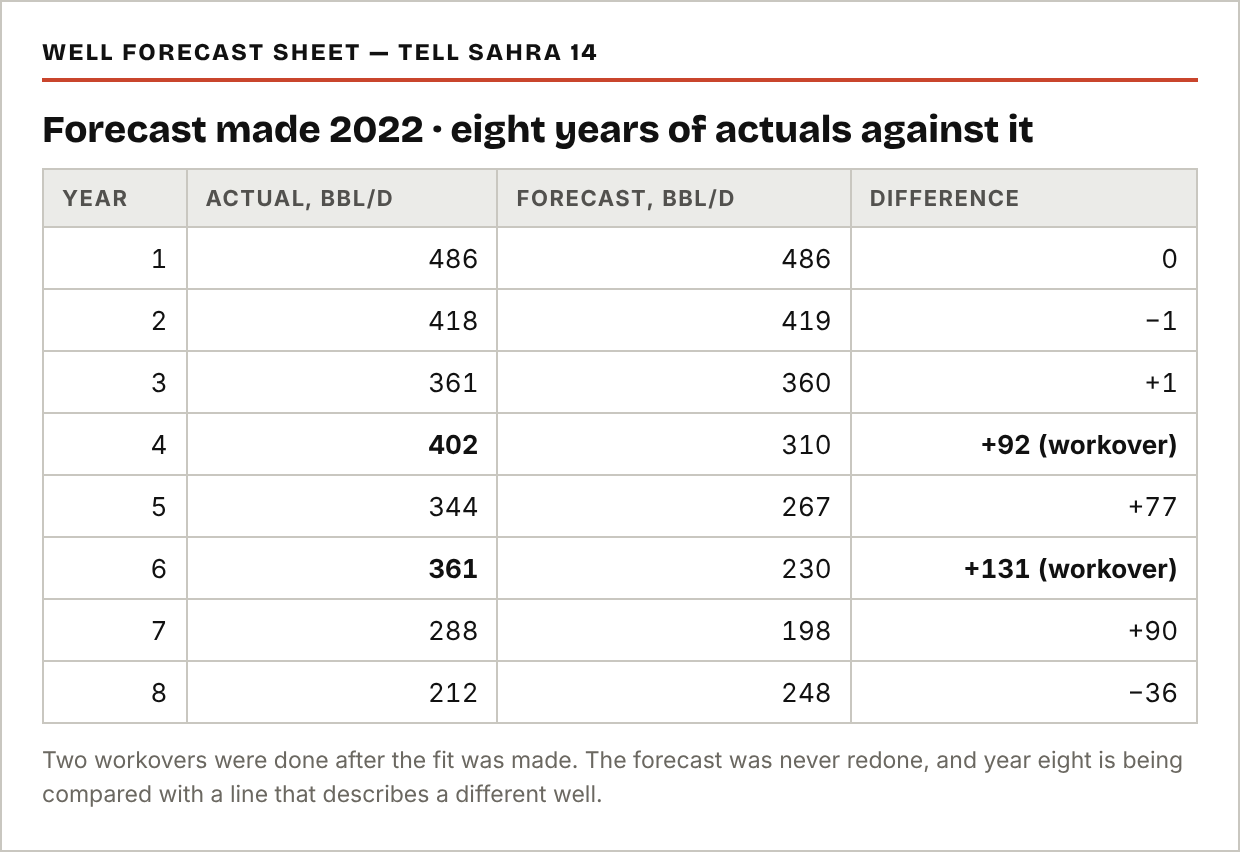 WELL FORECAST SHEET — TELL SAHRA 14
Forecast made 2022 · eight years of actuals against it
YEAR ACTUAL, BBL/D FORECAST, BBL/D DIFFERENCE
1 486 486 0
2 418 419 −1
3 361 360 +1
4 402 310 +92 (workover)
5 344 267 +77
6 361 230 +131 (workover)
7 288 198 +90
8 212 248 −36
Two workovers were done after the fit was made. The forecast was never redone, and year eight is being
compared with a line that describes a different well.